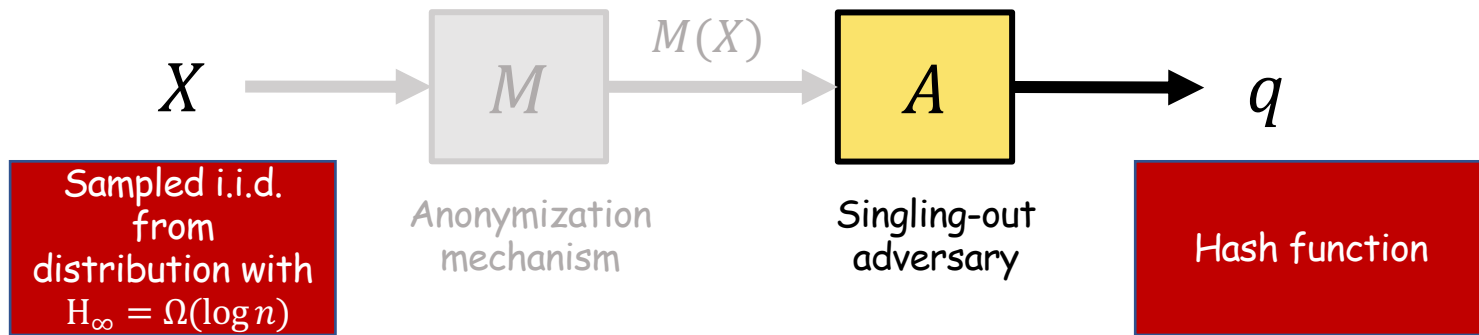 M(X)
X
M
A
q
Sampled i.i.d.
from
distribution with
H∞ = Ω(log n)
Anonymization
mechanism
Singling-out
adversary
Hash function